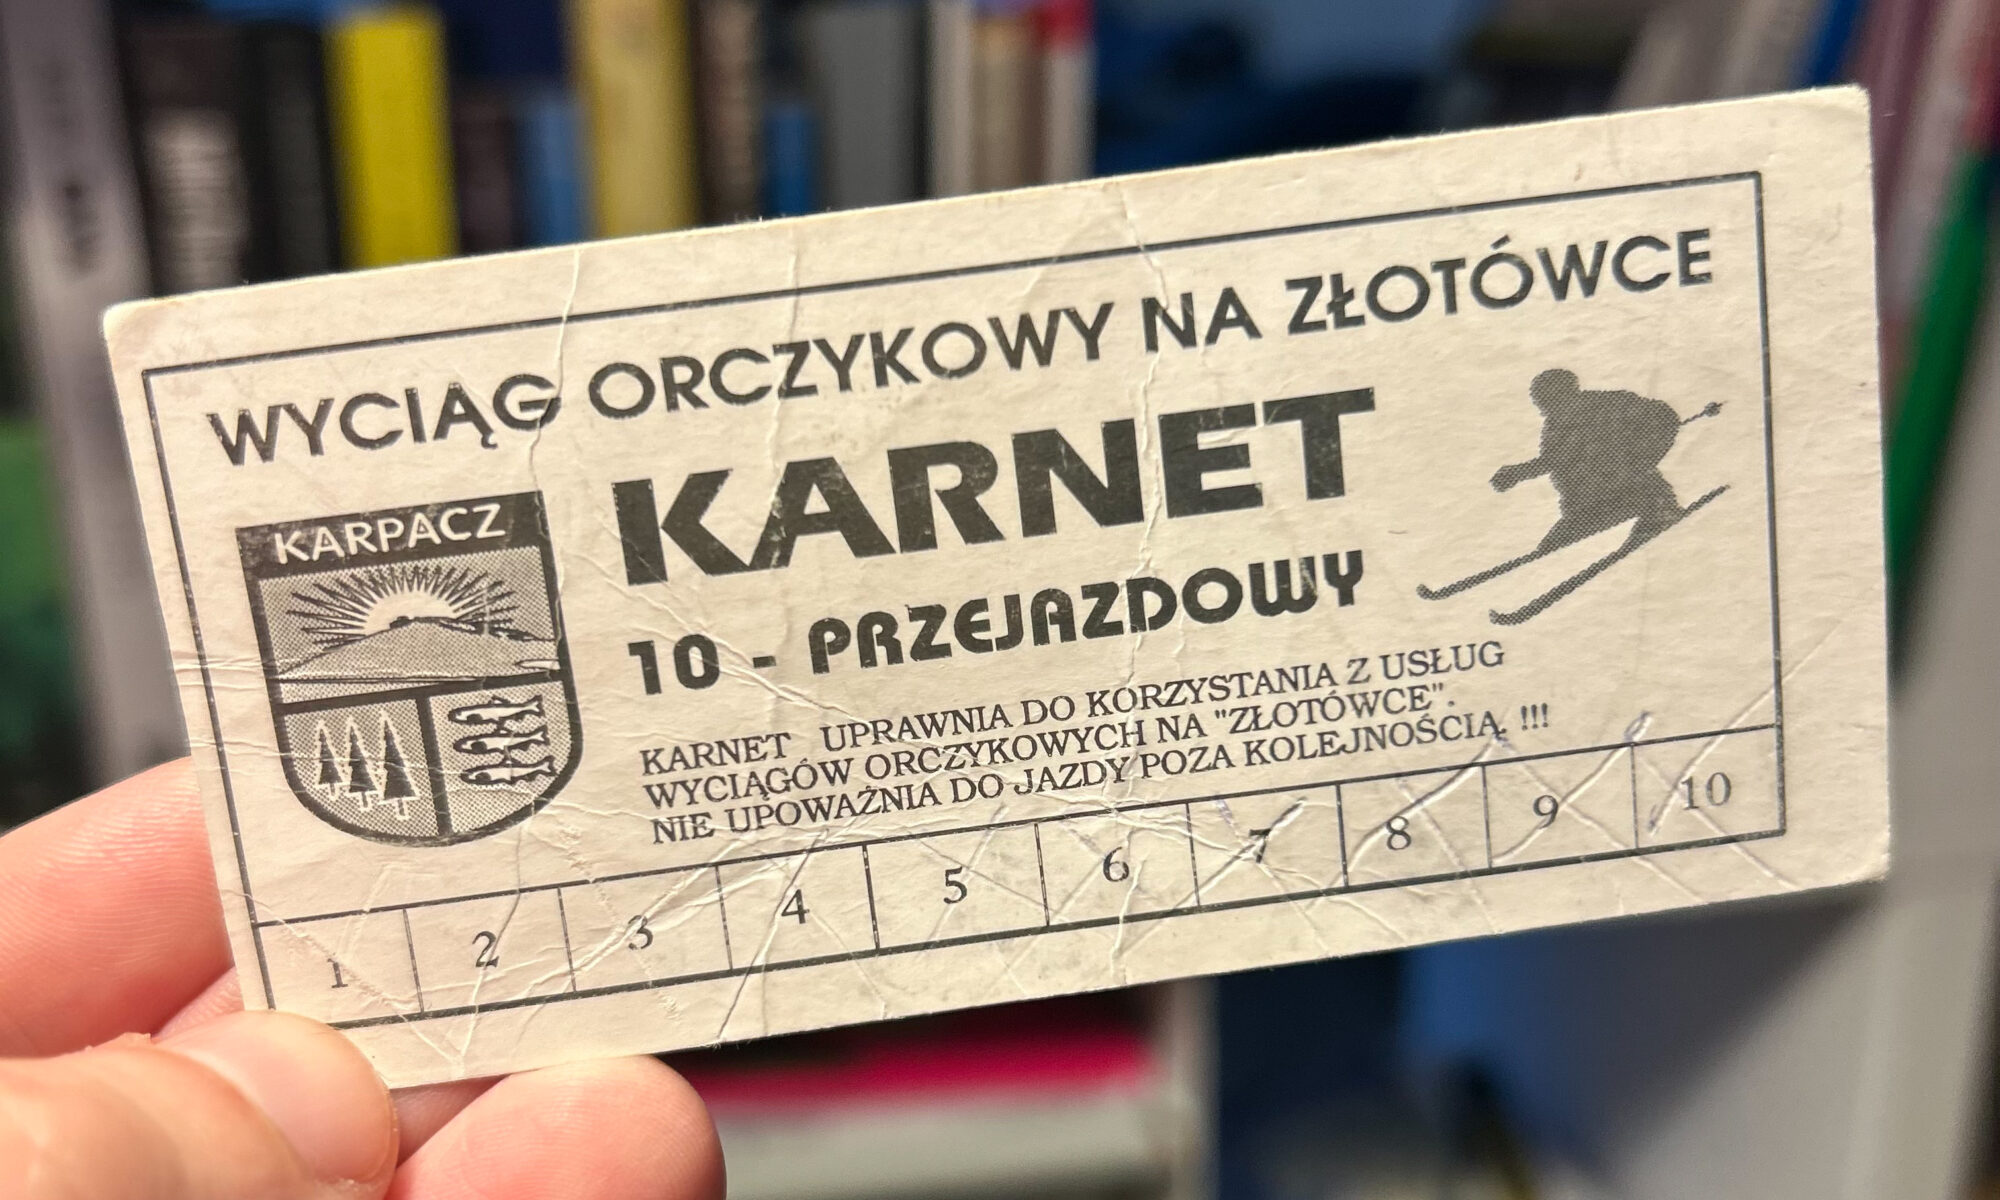 WYCIĄG ORCZYKOWY NA ZŁOTÓWCE
KARPACZ
KARNET
10 - PRZEJAZDOWY
KARNET UPRAWNIA DO KORZYSTANIA Z USŁUG
WYCIĄGÓW ORCZYKOWYCH NA "ZŁOTÓWCE".
NIE UPOWAŻNIA DO JAZDY POZA KOLEJNOŚCIĄ !!!
1 2 3 4 5 6 7 8 9 10